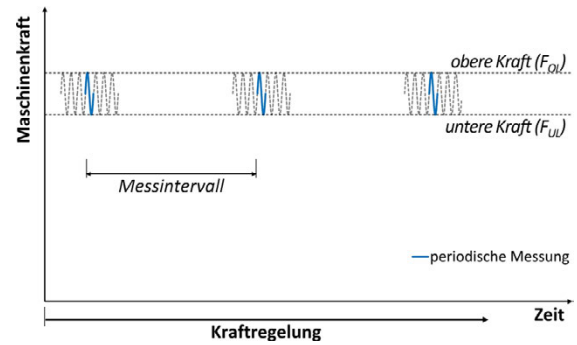 obere Kraft (F_OL)
Maschinenkraft
untere Kraft (F_UL)
Messintervall
periodische Messung
Zeit
Kraftregelung